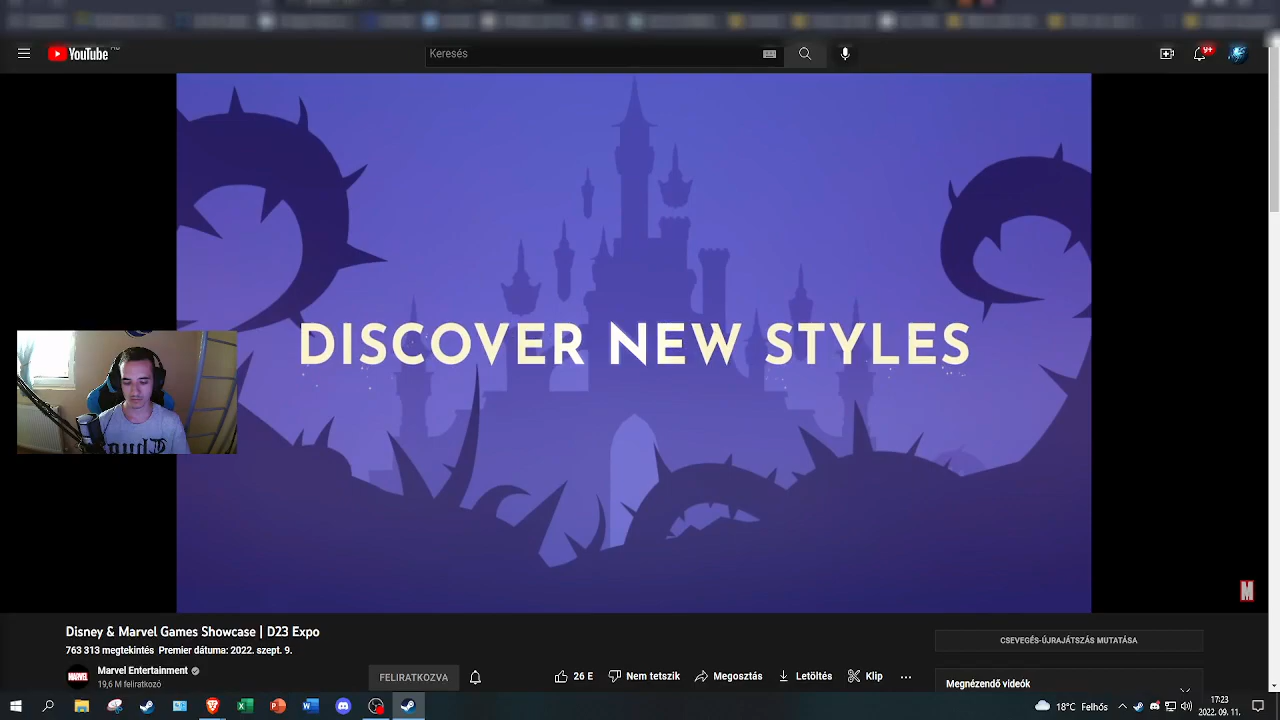 YouTube
HU
Keresés
9+
DISCOVER NEW STYLES
Disney & Marvel Games Showcase | D23 Expo
763 313 megtekintés Premier dátuma: 2022. szept. 9.
MARVEL
Marvel Entertainment
19,6 M feliratkozó
FELIRATKOZVA
26 E
Nem tetszik
Megosztás
Letöltés
Klip
CSEVEGÉS-ÚJRAJÁTSZÁS MUTATÁSA
Megnézendő videók
18°C Felhős
17:23
2022. 09. 11.